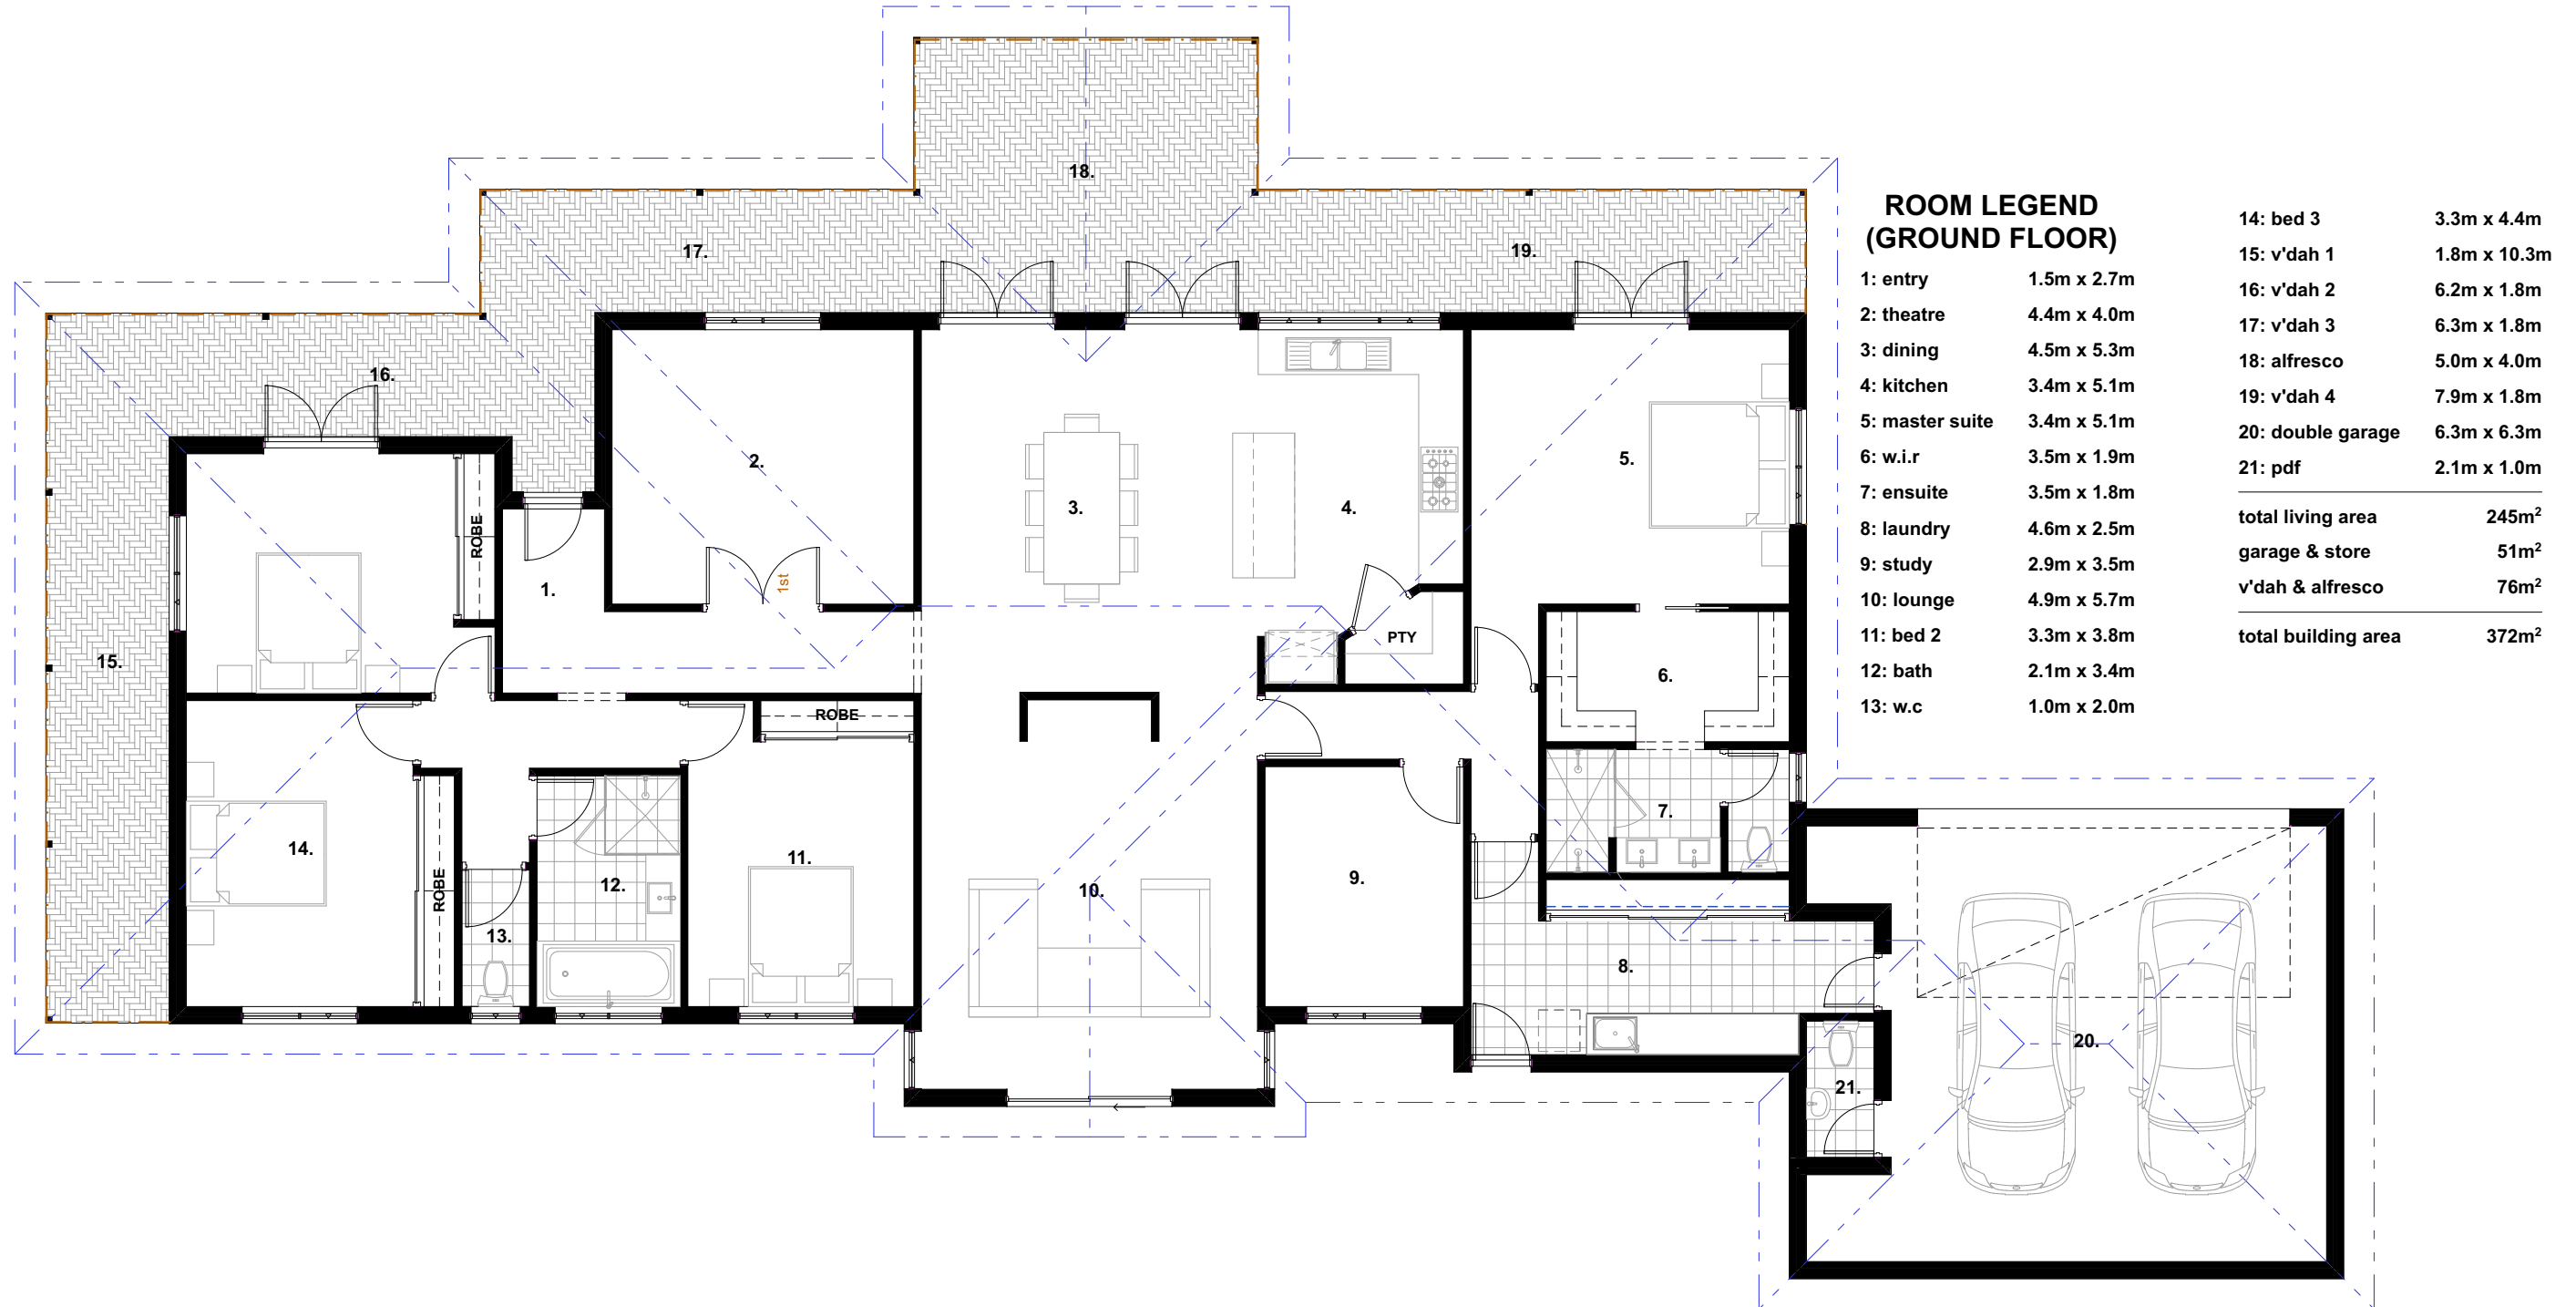 18.
17.
19.
16.
2.
5.
3.
4.
ROBE
1.
1st
PTY
15.
6.
ROBE
7.
14.
11.
9.
12.
10.
ROBE
13.
8.
20.
21.
ROOM LEGEND
(GROUND FLOOR)
1: entry 1.5m x 2.7m
2: theatre 4.4m x 4.0m
3: dining 4.5m x 5.3m
4: kitchen 3.4m x 5.1m
5: master suite 3.4m x 5.1m
6: w.i.r 3.5m x 1.9m
7: ensuite 3.5m x 1.8m
8: laundry 4.6m x 2.5m
9: study 2.9m x 3.5m
10: lounge 4.9m x 5.7m
11: bed 2 3.3m x 3.8m
12: bath 2.1m x 3.4m
13: w.c 1.0m x 2.0m
14: bed 3 3.3m x 4.4m
15: v'dah 1 1.8m x 10.3m
16: v'dah 2 6.2m x 1.8m
17: v'dah 3 6.3m x 1.8m
18: alfresco 5.0m x 4.0m
19: v'dah 4 7.9m x 1.8m
20: double garage 6.3m x 6.3m
21: pdf 2.1m x 1.0m
total living area 245m²
garage & store 51m²
v'dah & alfresco 76m²
total building area 372m²